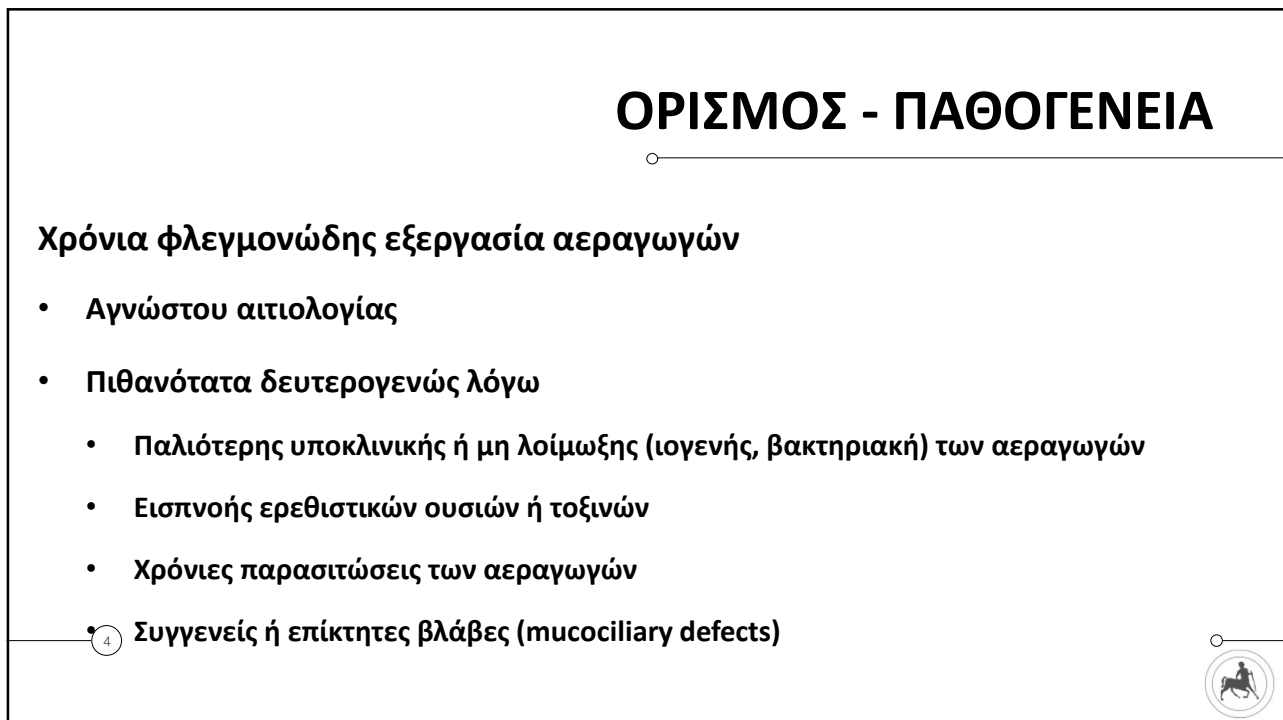 ΟΡΙΣΜΟΣ - ΠΑΘΟΓΕΝΕΙΑ
Χρόνια φλεγμονώδης εξεργασία αεραγωγών
• Αγνώστου αιτιολογίας
• Πιθανότατα δευτερογενώς λόγω
• Παλιότερης υποκλινικής ή μη λοίμωξης (ιογενής, βακτηριακή) των αεραγωγών
• Εισπνοής ερεθιστικών ουσιών ή τοξινών
• Χρόνιες παρασιτώσεις των αεραγωγών
• Συγγενείς ή επίκτητες βλάβες (mucociliary defects)
4